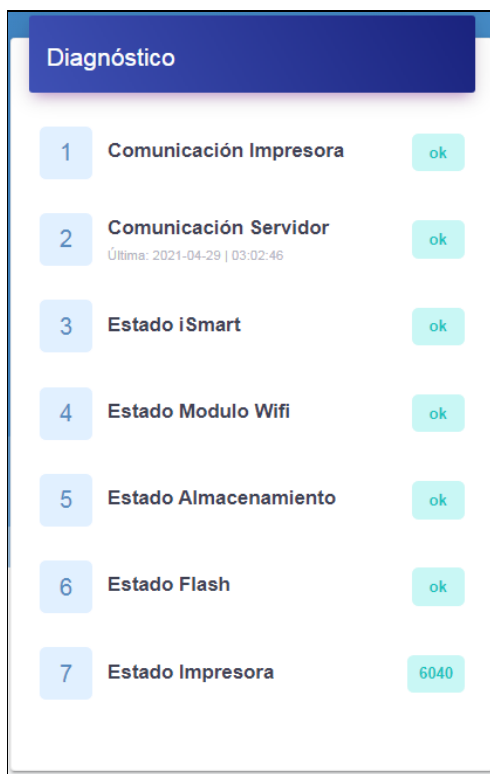 Diagnóstico
1 Comunicación Impresora ok
2 Comunicación Servidor ok
Última: 2021-04-29 | 03:02:46
3 Estado iSmart ok
4 Estado Modulo Wifi ok
5 Estado Almacenamiento ok
6 Estado Flash ok
7 Estado Impresora 6040